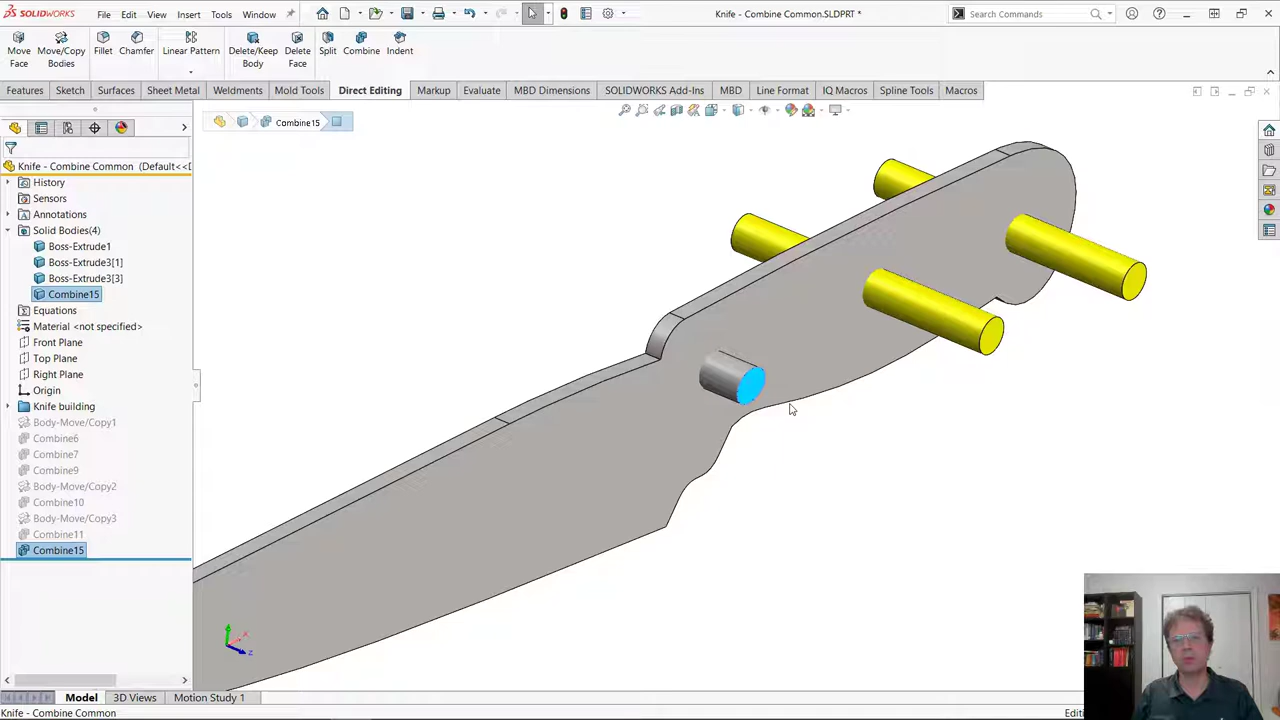 SOLIDWORKS File Edit View Insert Tools Window Knife - Combine Common.SLDPRT * Search Commands
Move Face
Move/Copy Bodies
Fillet
Chamfer
Linear Pattern
Delete/Keep Body
Delete Face
Split
Combine
Indent
Features Sketch Surfaces Sheet Metal Weldments Mold Tools Direct Editing Markup Evaluate MBD Dimensions SOLIDWORKS Add-Ins MBD Line Format IQ Macros Spline Tools Macros
Combine15
Knife - Combine Common (Default<<D
History
Sensors
Annotations
Solid Bodies(4)
Boss-Extrude1
Boss-Extrude3[1]
Boss-Extrude3[3]
Combine15
Equations
Material <not specified>
Front Plane
Top Plane
Right Plane
Origin
Knife building
Body-Move/Copy1
Combine6
Combine7
Combine9
Body-Move/Copy2
Combine10
Body-Move/Copy3
Combine11
Combine15
Model 3D Views Motion Study 1
Knife - Combine Common Editi